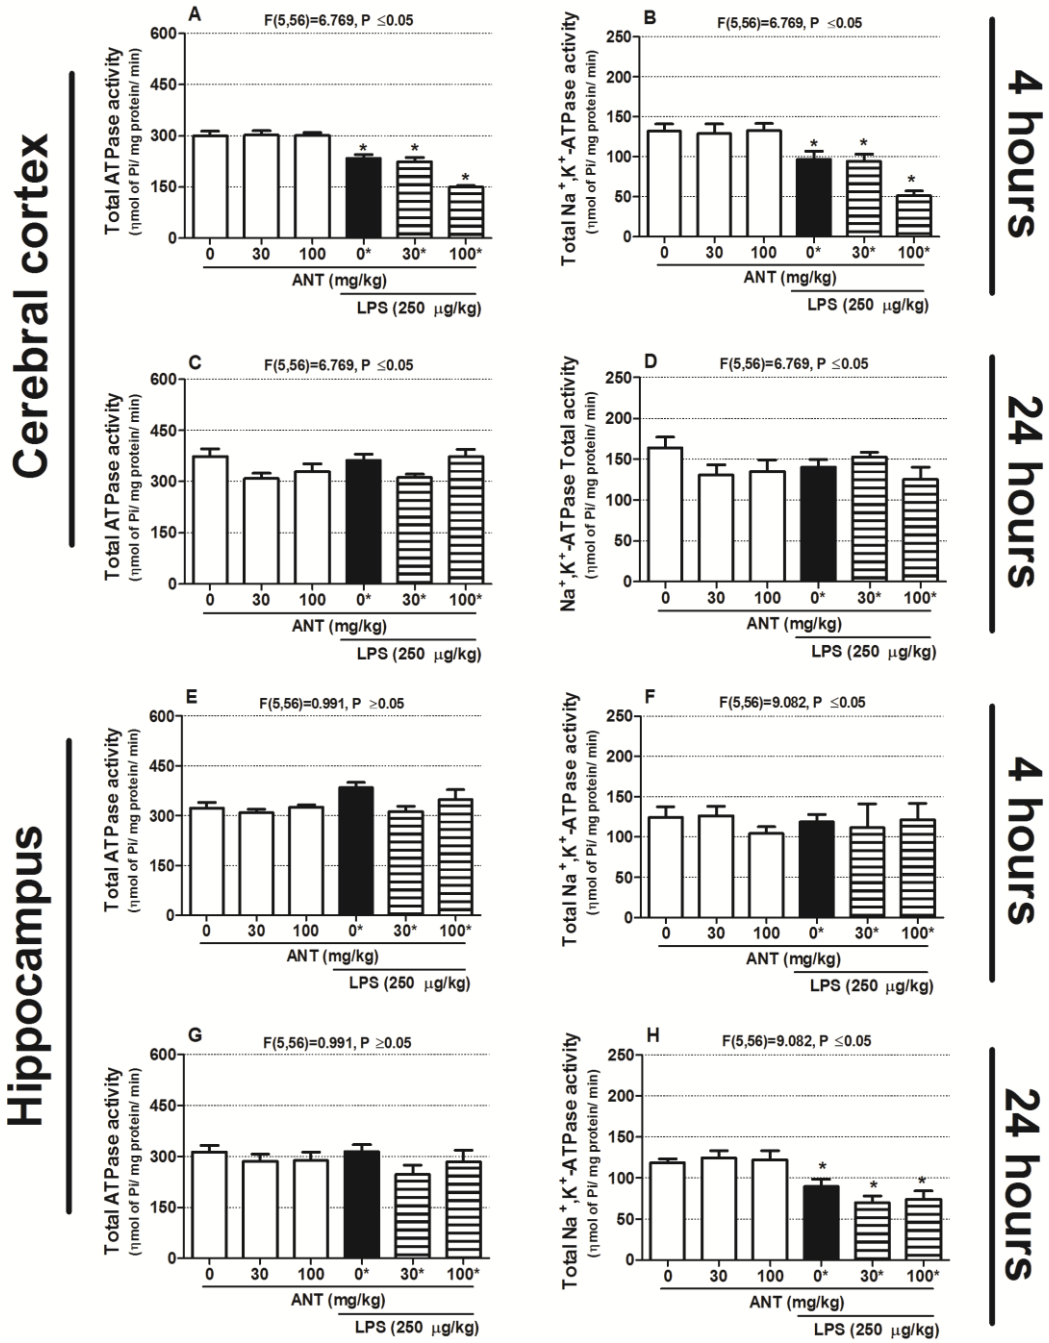 Cerebral cortex
Hippocampus
4 hours
24 hours
4 hours
24 hours
A
F(5,56)=6.769, P ≤0.05
Total ATPase activity
(ηmol of Pi/ mg protein/ min)
600
450
300
150
0
* * *
0 30 100 0* 30* 100*
ANT (mg/kg)
LPS (250 µg/kg)
B
F(5,56)=6.769, P ≤0.05
Total Na⁺,K⁺-ATPase activity
(ηmol of Pi/ mg protein/ min)
250
200
150
100
50
0
* * *
0 30 100 0* 30* 100*
ANT (mg/kg)
LPS (250 µg/kg)
C
F(5,56)=6.769, P ≤0.05
Total ATPase activity
(ηmol of Pi/ mg protein/ min)
600
450
300
150
0
0 30 100 0* 30* 100*
ANT (mg/kg)
LPS (250 µg/kg)
D
F(5,56)=6.769, P ≤0.05
Na⁺,K⁺-ATPase Total activity
(ηmol of Pi/ mg protein/ min)
250
200
150
100
50
0
0 30 100 0* 30* 100*
ANT (mg/kg)
LPS (250 µg/kg)
E
F(5,56)=0.991, P ≥0.05
Total ATPase activity
(ηmol of Pi/ mg protein/ min)
600
450
300
150
0
0 30 100 0* 30* 100*
ANT (mg/kg)
LPS (250 µg/kg)
F
F(5,56)=9.082, P ≤0.05
Total Na⁺,K⁺-ATPase activity
(ηmol of Pi/ mg protein/ min)
250
200
150
100
50
0
0 30 100 0* 30* 100*
ANT (mg/kg)
LPS (250 µg/kg)
G
F(5,56)=0.991, P ≥0.05
Total ATPase activity
(ηmol of Pi/ mg protein/ min)
600
450
300
150
0
0 30 100 0* 30* 100*
ANT (mg/kg)
LPS (250 µg/kg)
H
F(5,56)=9.082, P ≤0.05
Total Na⁺,K⁺-ATPase activity
(ηmol of Pi/ mg protein/ min)
250
200
150
100
50
0
* * *
0 30 100 0* 30* 100*
ANT (mg/kg)
LPS (250 µg/kg)